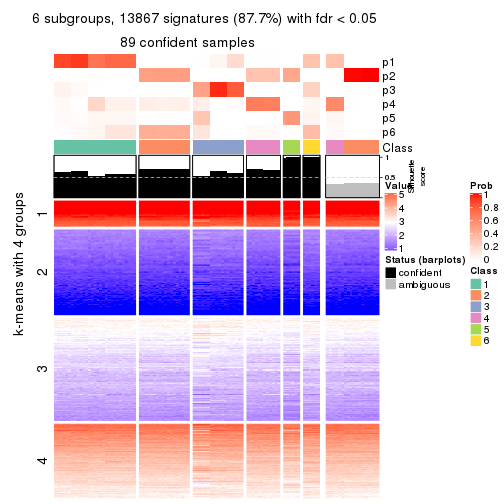 6 subgroups, 13867 signatures (87.7%) with fdr < 0.05
89 confident samples
p1
p2
p3
p4
p5
p6
Class
1
0.5
0
Silhouette
score
k-means with 4 groups
1
2
3
4
Value
5
4
3
2
1
Status (barplots)
confident
ambiguous
Prob
1
0.8
0.6
0.4
0.2
0
Class
1
2
3
4
5
6